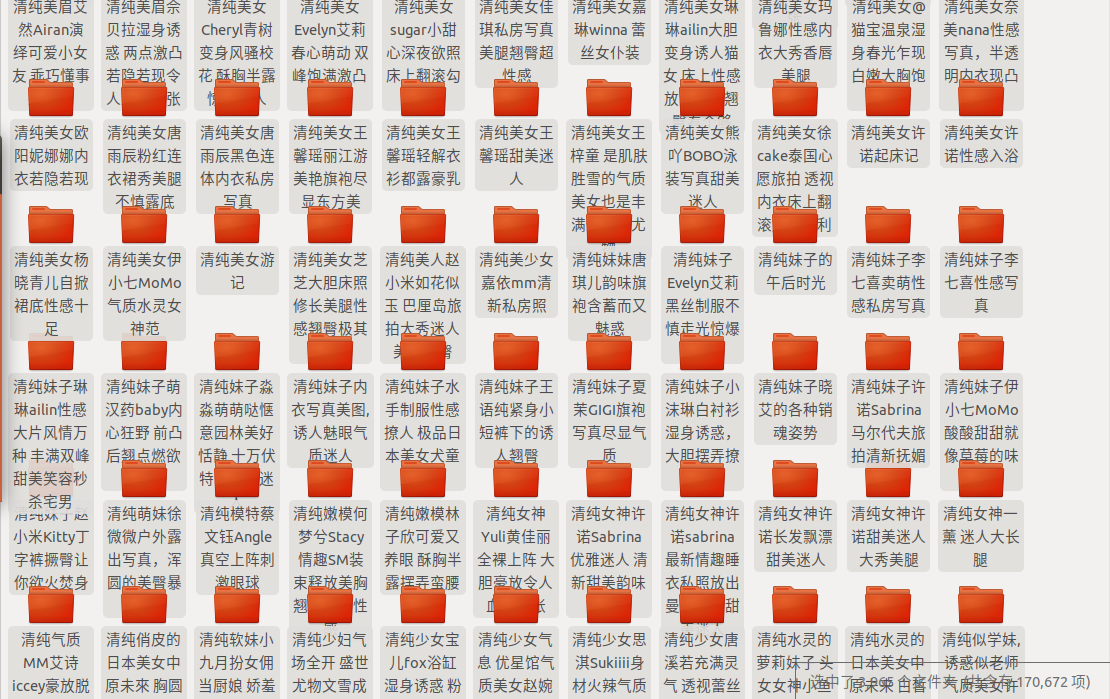 清纯美眉艾
然Airan演
绎可爱小女
友 乖巧懂事
清纯美眉佘
贝拉湿身诱
惑 两点激凸
若隐若现令
清纯美女
Cheryl青树
变身风骚校
花 酥胸半露
清纯美女
Evelyn艾莉
春心萌动 双
峰饱满激凸
清纯美女
sugar小甜
心深夜欲照
床上翻滚勾
清纯美女佳
琪私房写真
美腿翘臀超
性感
清纯美女嘉
琳winna 蕾
丝女仆装
清纯美女琳
琳ailin大胆
变身诱人猫
女 床上性感
清纯美女玛
鲁娜性感内
衣大秀香唇
美腿
清纯美女@
猫宝温泉湿
身春光乍现
白嫩大胸饱
清纯美女奈
美nana性感
写真，半透
明内衣现凸
清纯美女欧
阳妮娜娜内
衣若隐若现
清纯美女唐
雨辰粉红连
衣裙秀美腿
不慎露底
清纯美女唐
雨辰黑色连
体内衣私房
写真
清纯美女王
馨瑶丽江游
美艳旗袍尽
显东方美
清纯美女王
馨瑶轻解衣
衫都露豪乳
清纯美女王
馨瑶甜美迷
人
清纯美女王
梓童 是肌肤
胜雪的气质
美女也是丰
清纯美女熊
吖BOBO泳
装写真甜美
迷人
清纯美女徐
cake泰国心
愿旅拍 透视
内衣床上翻
清纯美女许
诺起床记
清纯美女许
诺性感入浴
清纯美女杨
晓青儿自掀
裙底性感十
足
清纯美女伊
小七MoMo
气质水灵女
神范
清纯美女游
记
清纯美女芝
芝大胆床照
修长美腿性
感翘臀极其
清纯美人赵
小米如花似
玉 巴厘岛旅
拍大秀迷人
清纯美少女
嘉依mm清
新私房照
清纯妹妹唐
琪儿韵味旗
袍含蓄而又
魅惑
清纯妹子
Evelyn艾莉
黑丝制服不
慎走光惊爆
清纯妹子的
午后时光
清纯妹子李
七喜卖萌性
感私房写真
清纯妹子李
七喜性感写
真
清纯妹子琳
琳ailin性感
大片风情万
种 丰满双峰
甜美笑容秒
杀宅男
清纯妹子萌
汉药baby内
心狂野 前凸
后翘点燃欲
清纯妹子淼
淼萌萌哒惬
意园林美好
恬静 十万伏
清纯妹子内
衣写真美图,
诱人魅眼气
质迷人
清纯妹子水
手制服性感
撩人 极品日
本美女犬童
清纯妹子王
语纯紧身小
短裤下的诱
人翘臀
清纯妹子夏
茉GIGI旗袍
写真尽显气
质
清纯妹子小
沫琳白衬衫
湿身诱惑，
大胆摆弄撩
清纯妹子晓
艾的各种销
魂姿势
清纯妹子许
诺Sabrina
马尔代夫旅
拍清新抚媚
清纯妹子伊
小七MoMo
酸酸甜甜就
像草莓的味
清纯妹子赵
小米Kitty丁
字裤撅臀让
你欲火焚身
清纯萌妹徐
微微户外露
出写真，浑
圆的美臀暴
清纯模特蔡
文钰Angle
真空上阵刺
激眼球
清纯嫩模何
梦兮Stacy
情趣SM装
束释放美胸
清纯嫩模林
子欣可爱又
养眼 酥胸半
露摆弄蛮腰
清纯女神
Yuli黄佳丽
全裸上阵 大
胆豪放令人
清纯女神许
诺Sabrina
优雅迷人 清
新甜美韵味
清纯女神许
诺sabrina
最新情趣睡
衣私照放出
清纯女神许
诺长发飘漂
甜美迷人
清纯女神许
诺甜美迷人
大秀美腿
清纯女神一
薰 迷人大长
腿
清纯气质
MM艾诗
iccey豪放脱
清纯俏皮的
日本美女中
原未來 胸圆
清纯软妹小
九月扮女佣
当厨娘 娇羞
清纯少妇气
场全开 盛世
尤物文雪成
清纯少女宝
儿fox浴缸
湿身诱惑 粉
清纯少女气
息 优星馆气
质美女赵婉
清纯少女思
淇Sukiiii身
材火辣气质
清纯少女唐
溪若充满灵
气 透视蕾丝
清纯水灵的
萝莉妹子 头
清纯水灵的
清纯似学妹,
诱惑似老师
选中了 3,965 个文件夹 (共含有 170,672 项)